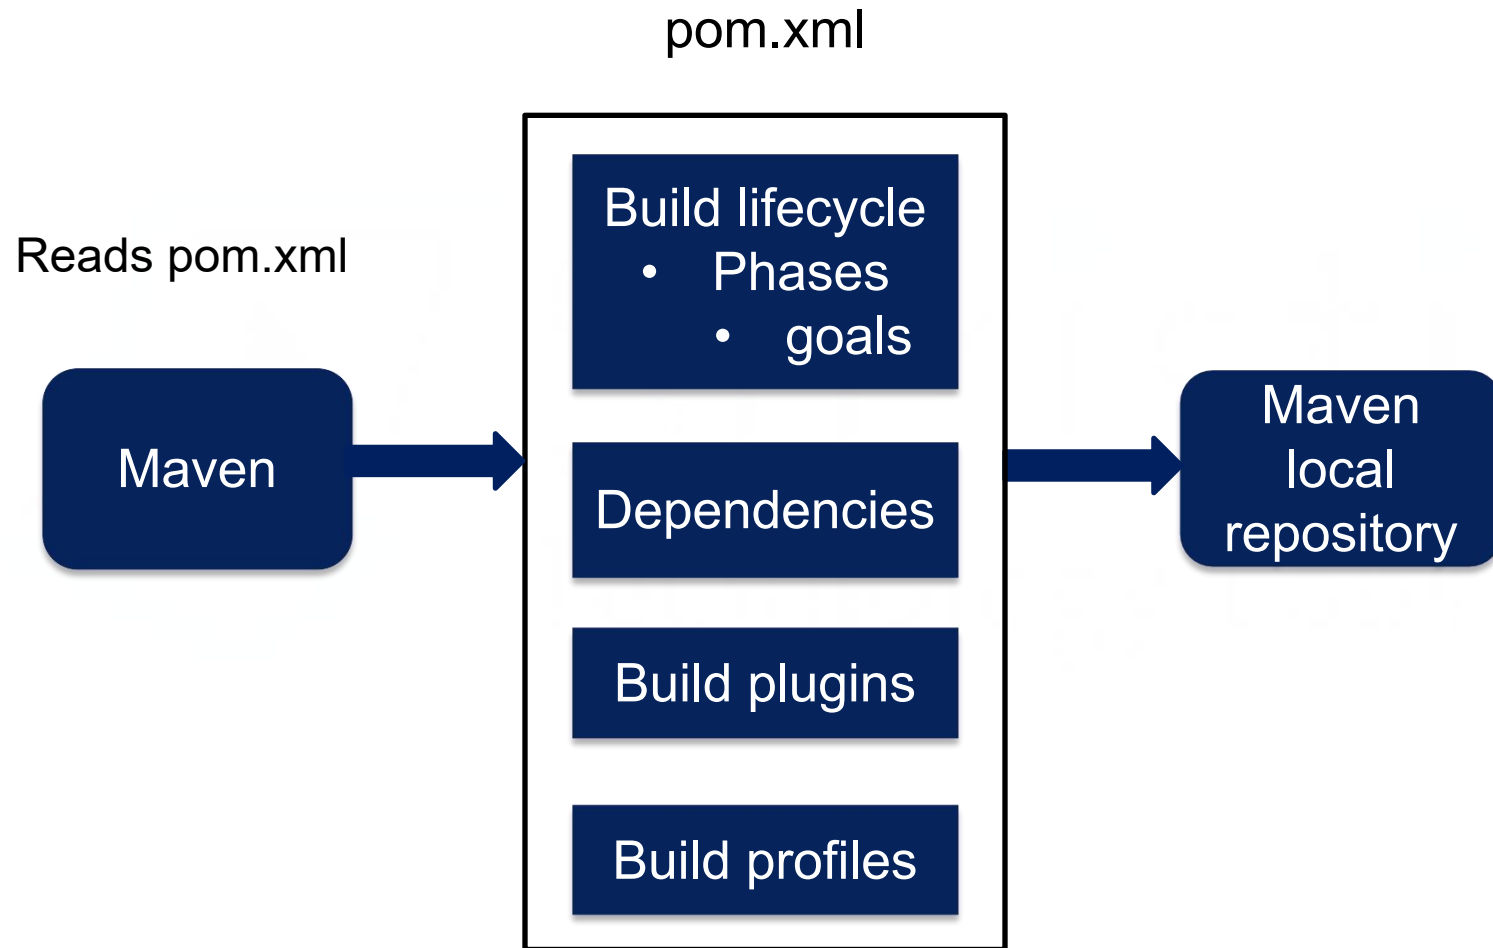 pom.xml
Reads pom.xml
Maven
Build lifecycle
• Phases
• goals
Dependencies
Build plugins
Build profiles
Maven
local
repository